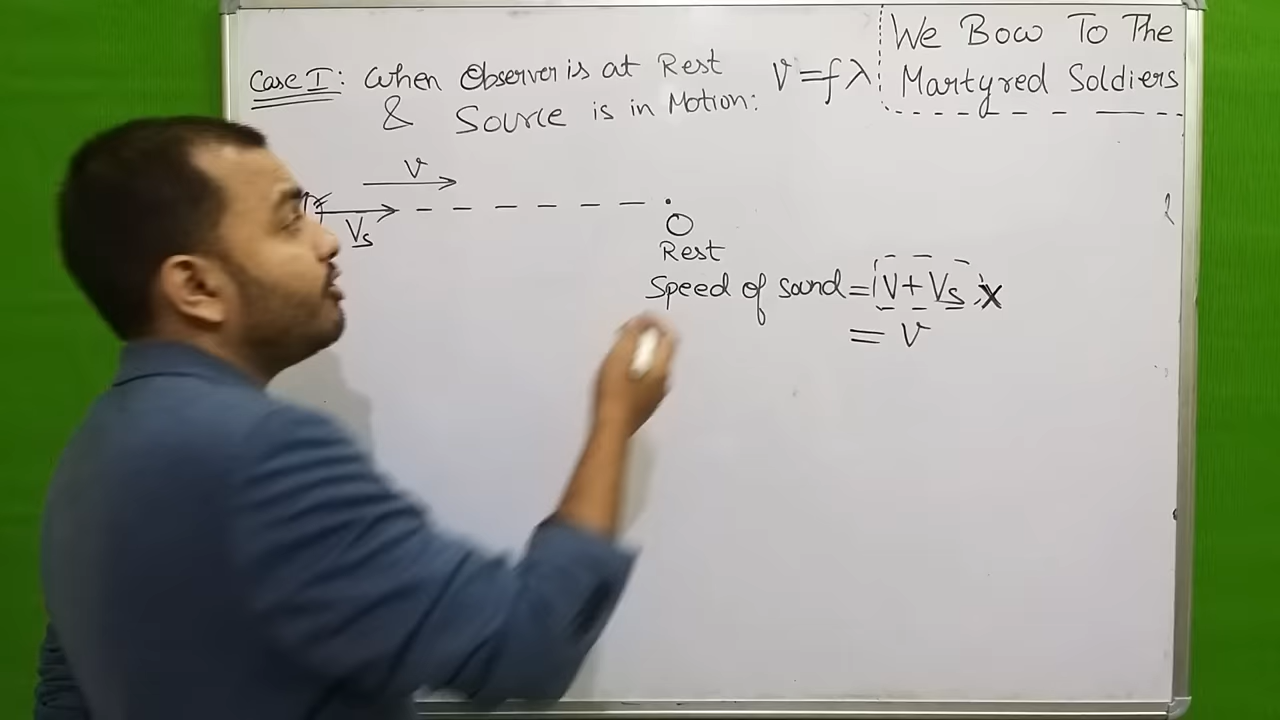 Case I: When Observer is at Rest
& Source is in Motion:
V = fλ
We Bow To The
Martyred Soldiers
V
Vs
O
Rest
Speed of sound = (V + Vs) x
= V